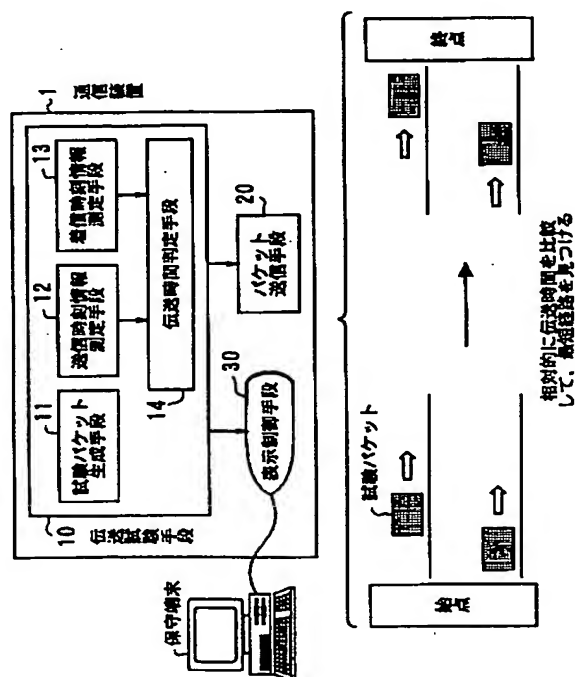 1
通信装置
10
伝送試験手段
11
試験パケット
生成手段
12
送信時刻情報
測定手段
13
着信時刻情報
測定手段
14
伝送時間判定手段
20
パケット
送信手段
30
表示制御手段
保守端末
始点
試験パケット
終点
相対的に伝送時間を比較
して、最短経路を見つける